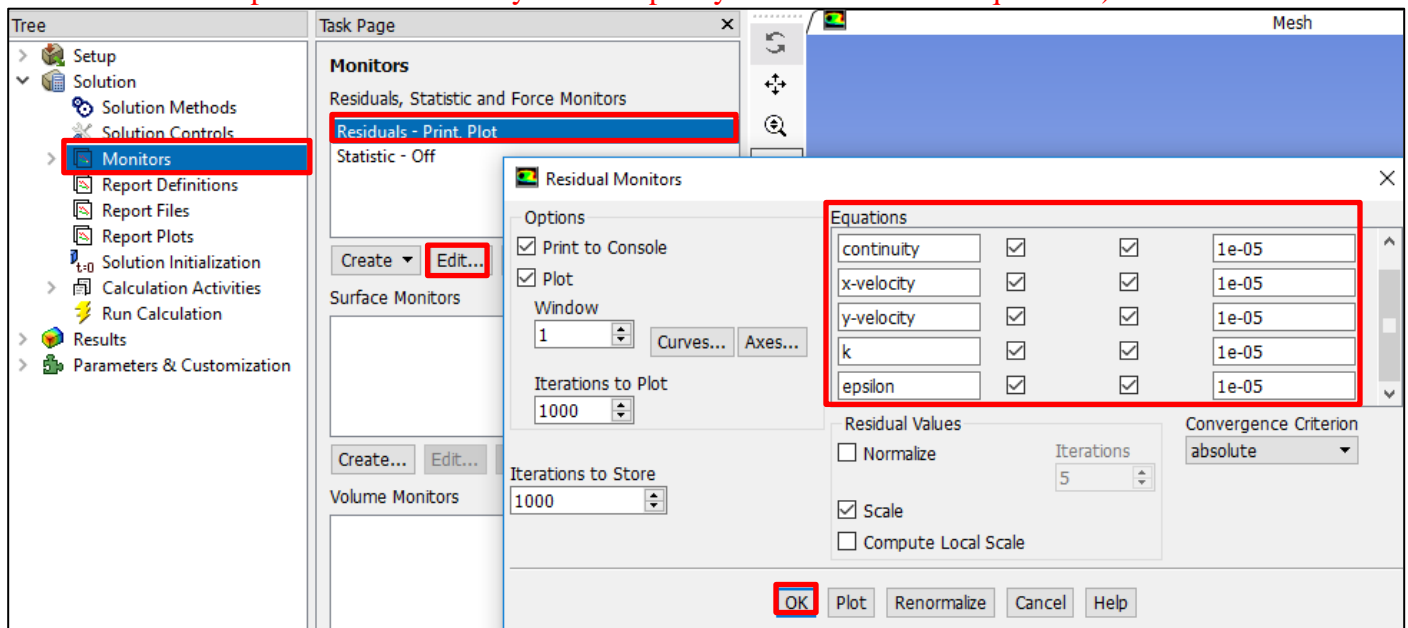 Tree
Task Page
Mesh
Setup
Solution
Solution Methods
Solution Controls
Monitors
Report Definitions
Report Files
Report Plots
Solution Initialization
Calculation Activities
Run Calculation
Results
Parameters & Customization
Monitors
Residuals, Statistic and Force Monitors
Residuals - Print, Plot
Statistic - Off
Create
Edit...
Surface Monitors
Create...
Edit...
Volume Monitors
Residual Monitors
Options
Print to Console
Plot
Window
1
Curves...
Axes...
Iterations to Plot
1000
Iterations to Store
1000
Equations
continuity 1e-05
x-velocity 1e-05
y-velocity 1e-05
k 1e-05
epsilon 1e-05
Residual Values
Normalize
Iterations
5
Scale
Compute Local Scale
Convergence Criterion
absolute
OK Plot Renormalize Cancel Help